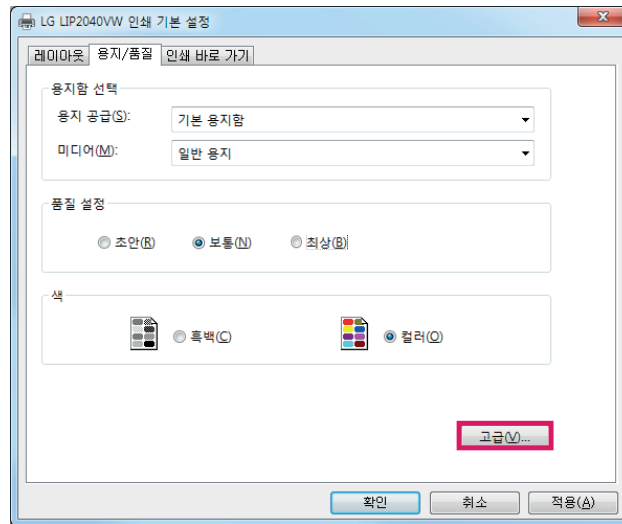 LG LIP2040VW 인쇄 기본 설정
레이아웃 용지/품질 인쇄 바로 가기
용지함 선택
용지 공급(S): 기본 용지함
미디어(M): 일반 용지
품질 설정
초안(R) 보통(N) 최상(B)
색
흑백(C) 컬러(O)
고급(V)...
확인 취소 적용(A)